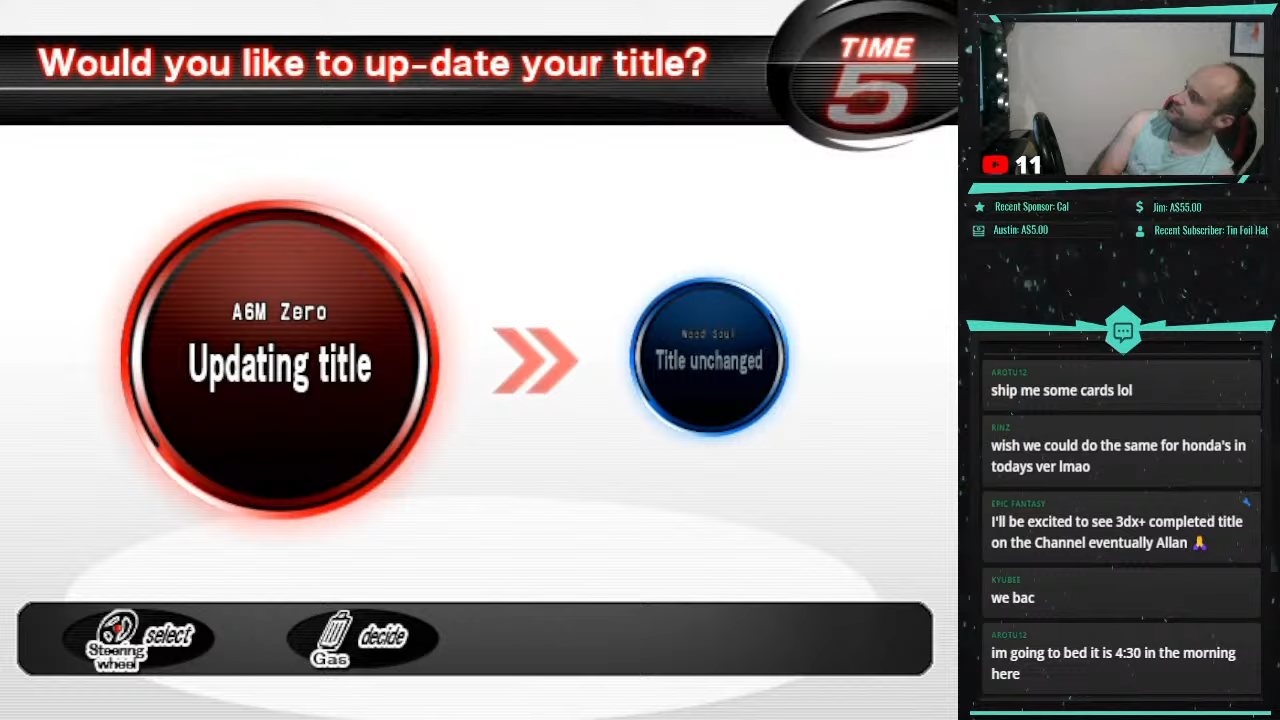 Would you like to up-date your title?
TIME
5
A6M Zero
Updating title
Title unchanged
Steering wheel
select
Gas
decide
11
Recent Sponsor: Cal
Jim: A$55.00
Austin: A$5.00
Recent Subscriber: Tin Foil Hat
AROTU12
ship me some cards lol
RINZ
wish we could do the same for honda's in
todays ver lmao
EPIC FANTASY
I'll be excited to see 3dx+ completed title
on the Channel eventually Allan 🙏
KYUBEE
we bac
AROTU12
im going to bed it is 4:30 in the morning
here